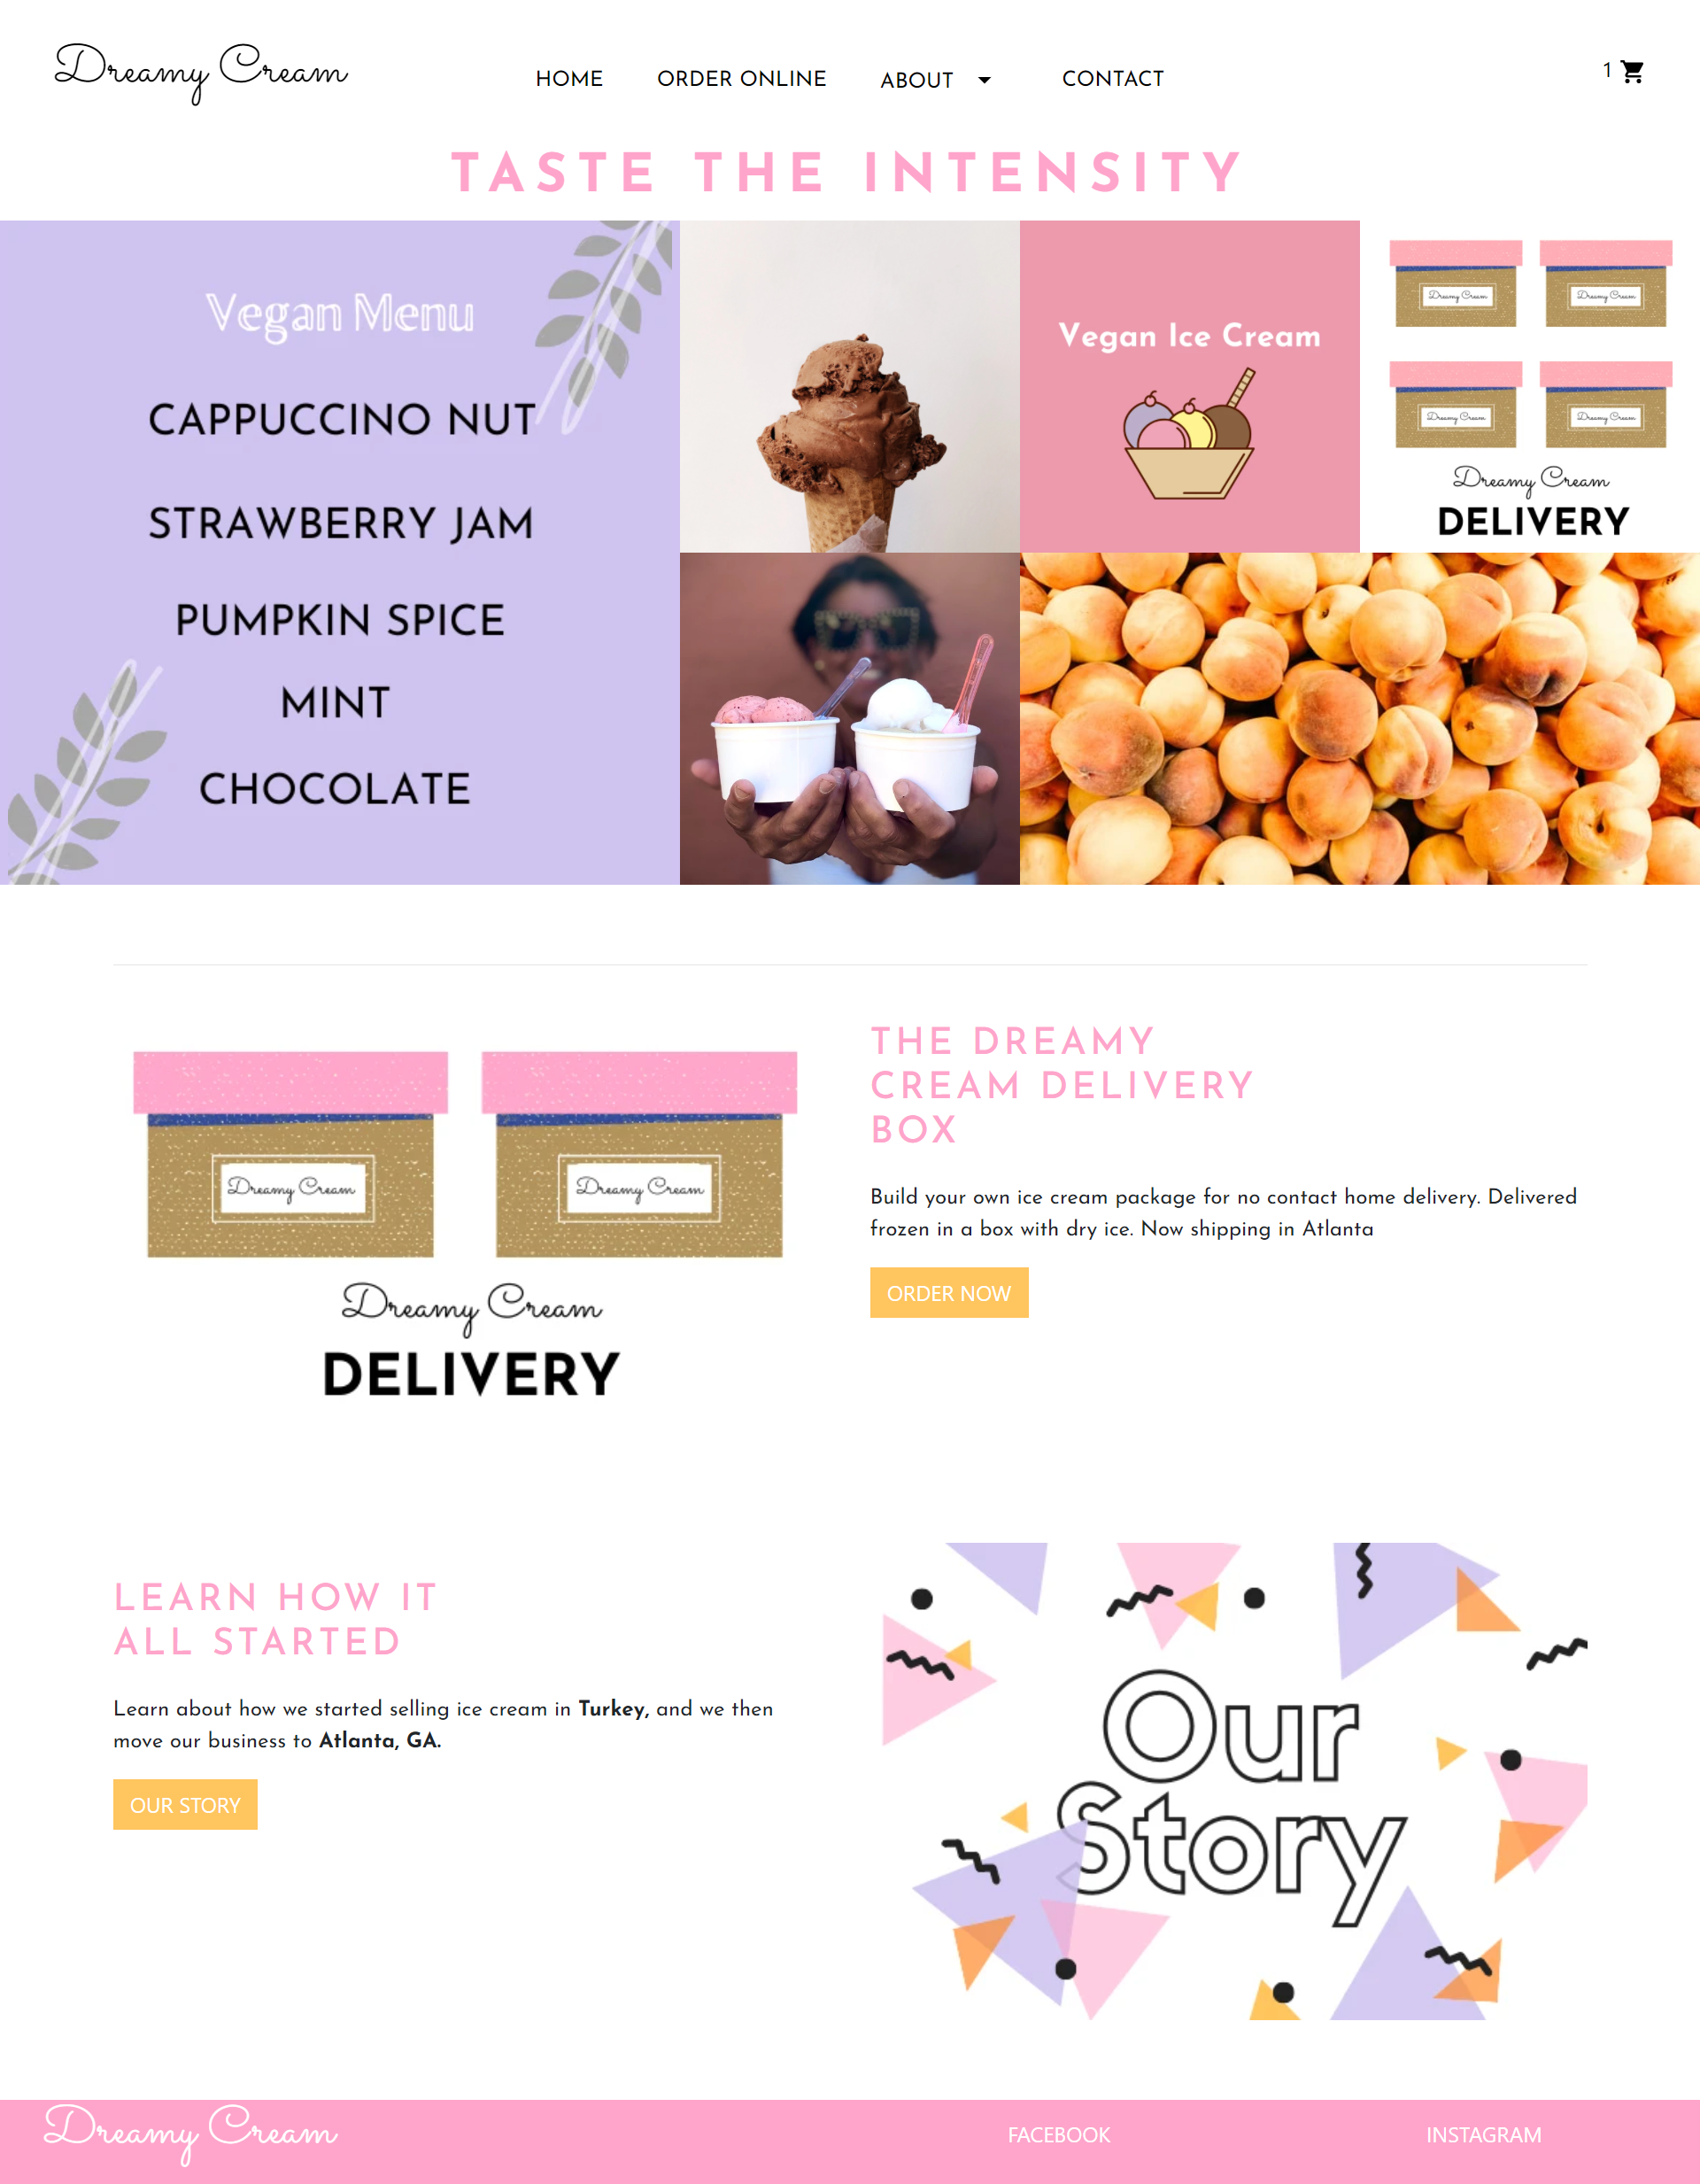 Dreamy Cream
HOME ORDER ONLINE ABOUT CONTACT
1
TASTE THE INTENSITY
Vegan Menu
CAPPUCCINO NUT
STRAWBERRY JAM
PUMPKIN SPICE
MINT
CHOCOLATE
Vegan Ice Cream
Dreamy Cream
Dreamy Cream
Dreamy Cream
Dreamy Cream
Dreamy Cream
DELIVERY
Dreamy Cream
Dreamy Cream
Dreamy Cream
DELIVERY
THE DREAMY
CREAM DELIVERY
BOX
Build your own ice cream package for no contact home delivery. Delivered
frozen in a box with dry ice. Now shipping in Atlanta
ORDER NOW
LEARN HOW IT
ALL STARTED
Learn about how we started selling ice cream in Turkey, and we then
move our business to Atlanta, GA.
OUR STORY
Our
Story
Dreamy Cream
FACEBOOK
INSTAGRAM